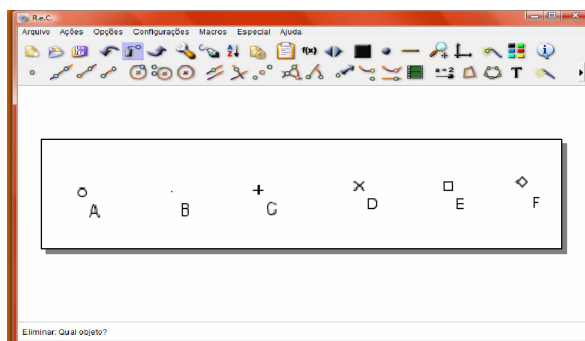 R.e.C.
Arquivo Ações Opções Configurações Macros Especial Ajuda
f(x)
T
A B C D E F
Eliminar: Qual objeto?